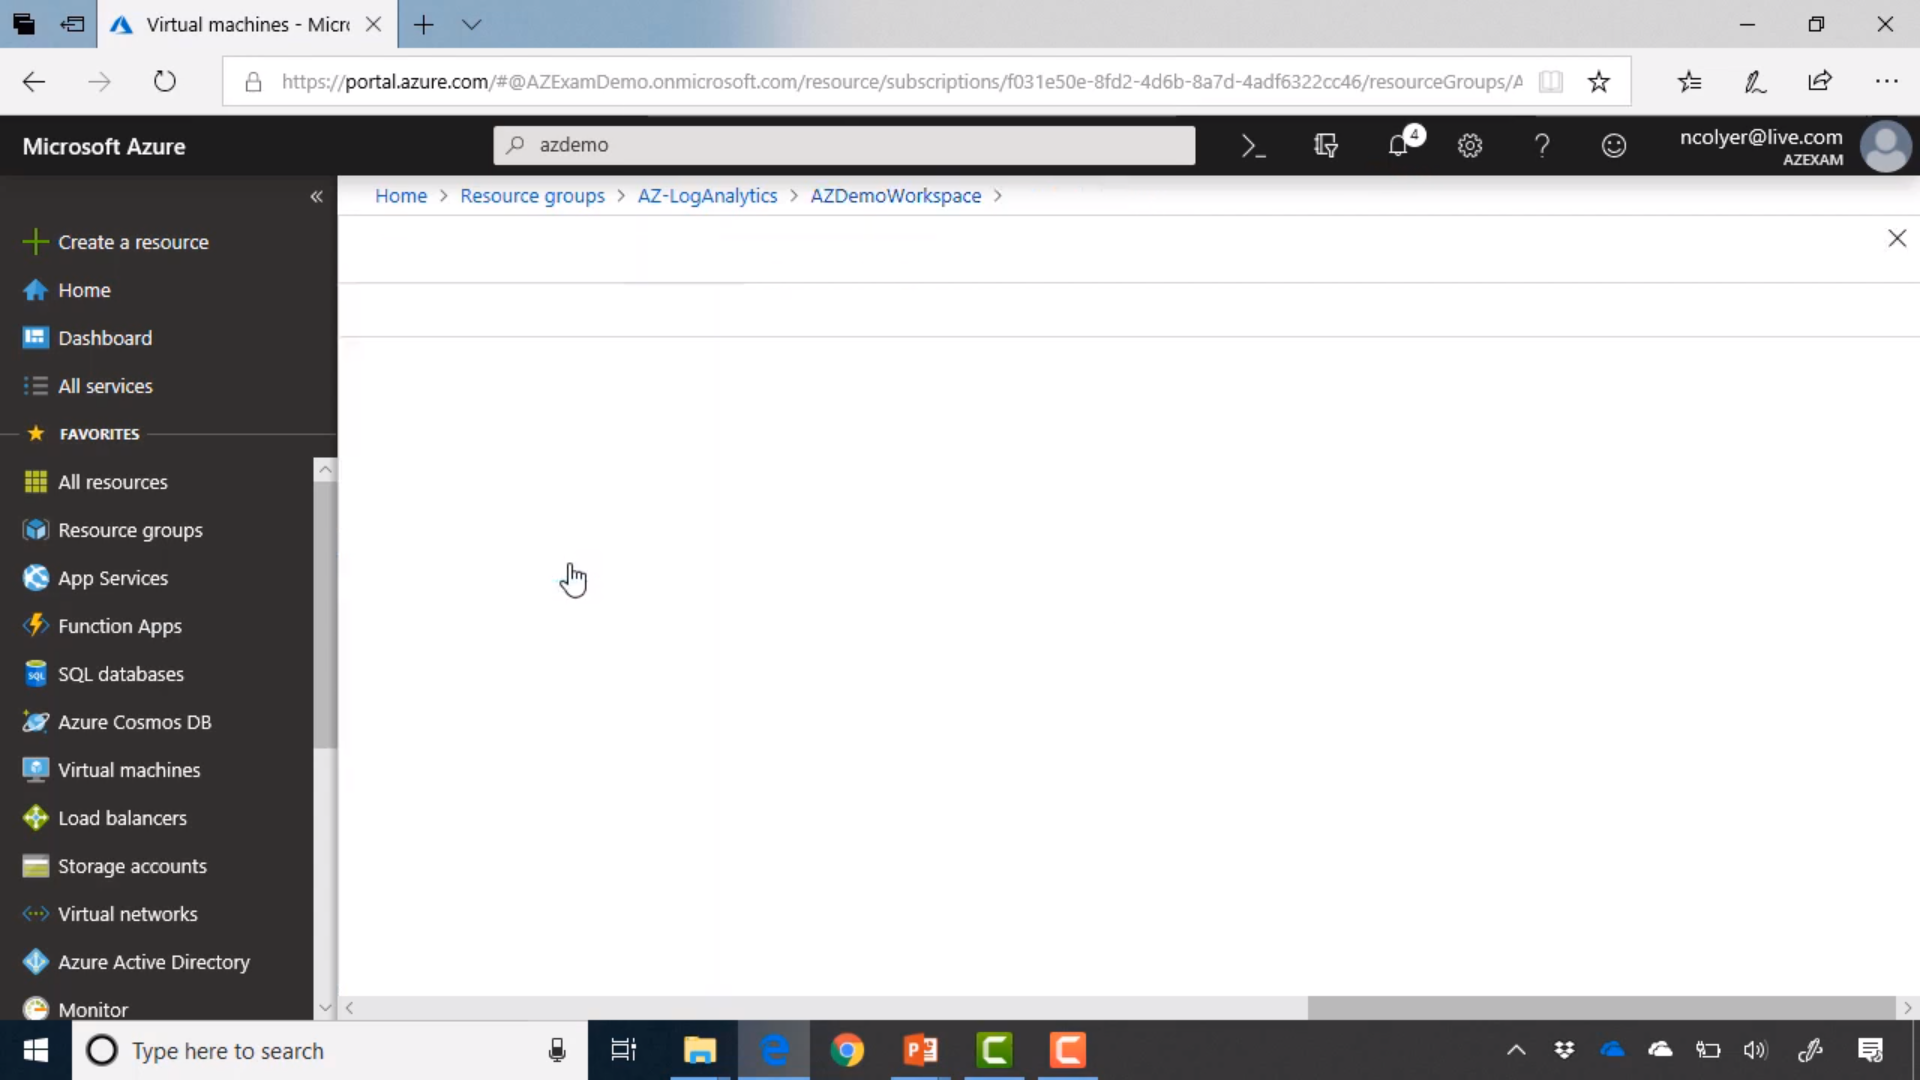 Virtual machines - Micr
https://portal.azure.com/#@AZExamDemo.onmicrosoft.com/resource/subscriptions/f031e50e-8fd2-4d6b-8a7d-4adf6322cc46/resourceGroups/A
Microsoft Azure
azdemo
4
ncolyer@live.com
AZEXAM
Home > Resource groups > AZ-LogAnalytics > AZDemoWorkspace >
Create a resource
Home
Dashboard
All services
FAVORITES
All resources
Resource groups
App Services
Function Apps
SQL databases
Azure Cosmos DB
Virtual machines
Load balancers
Storage accounts
Virtual networks
Azure Active Directory
Monitor
Type here to search